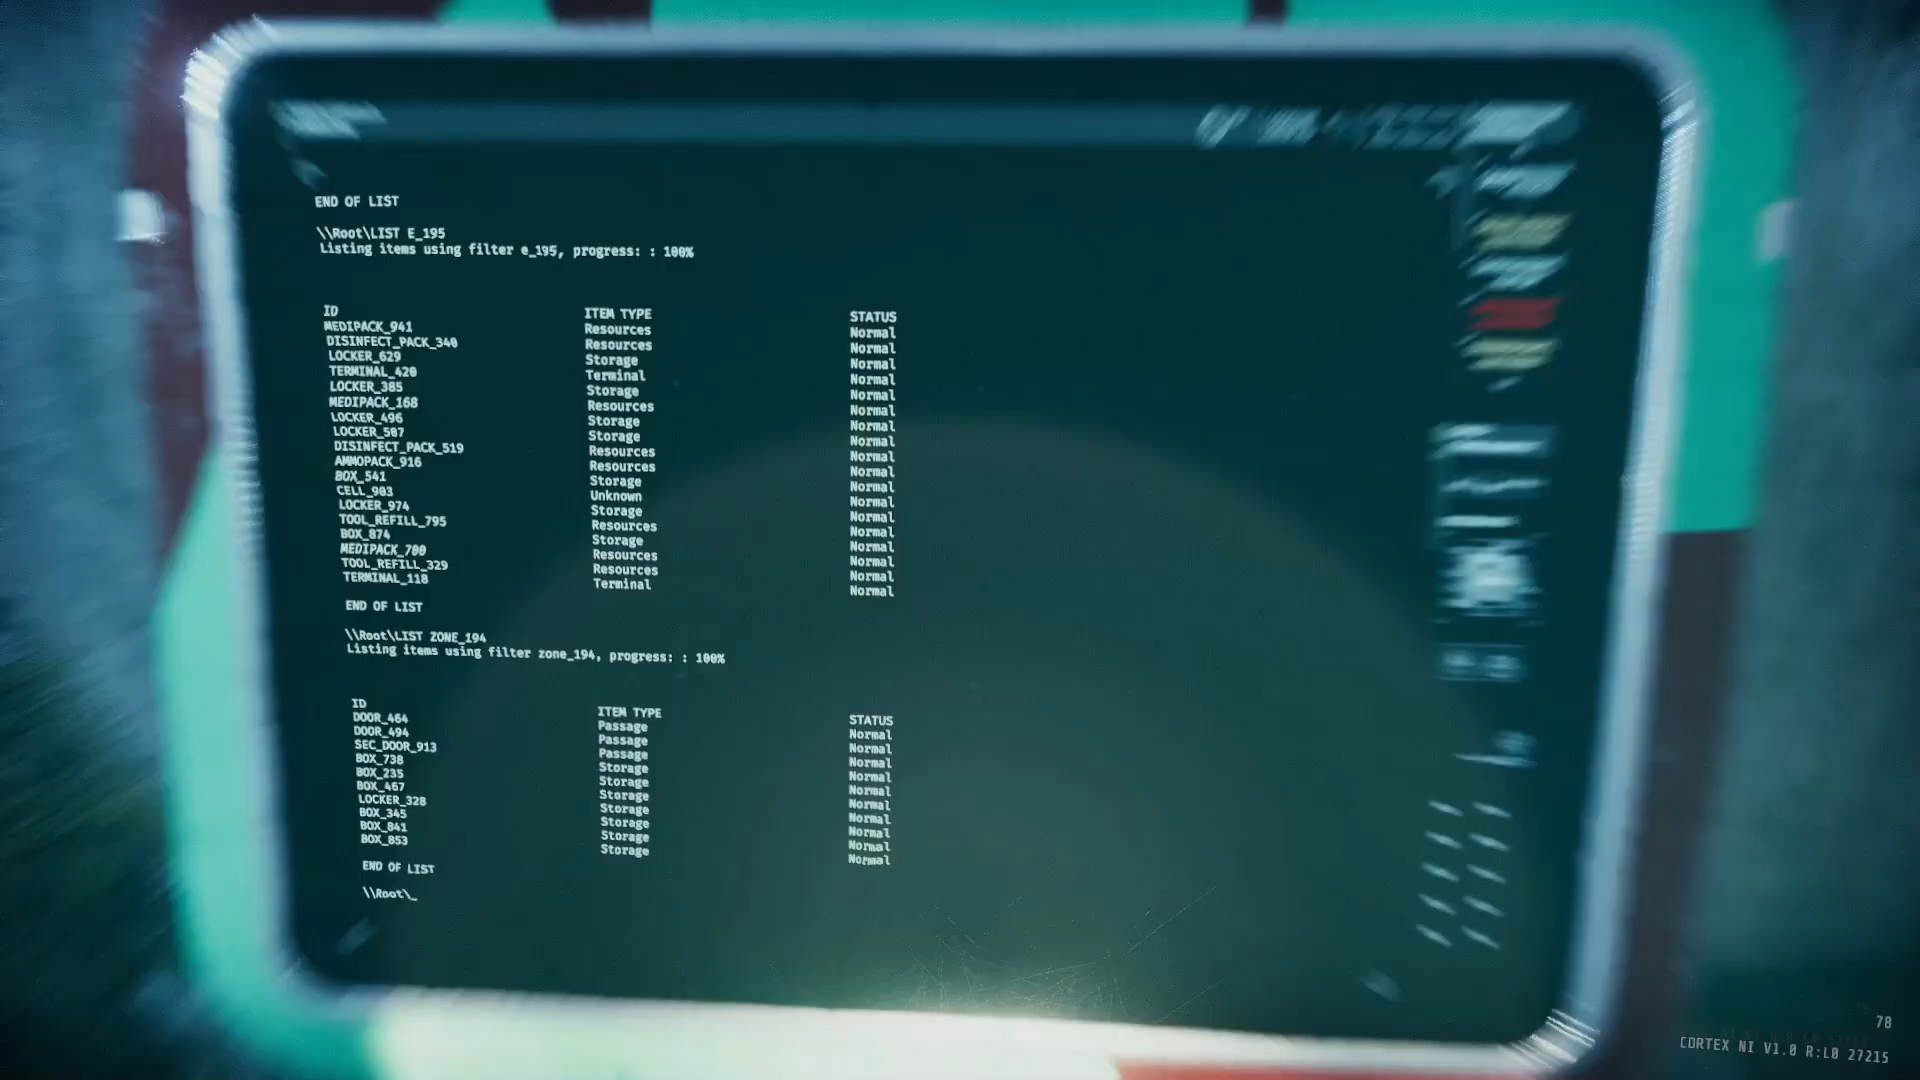 END OF LIST
\\Root\LIST E_195
Listing items using filter e_195, progress: : 100%
ID ITEM TYPE STATUS
MEDIPACK_941 Resources Normal
DISINFECT_PACK_340 Resources Normal
LOCKER_629 Storage Normal
TERMINAL_420 Terminal Normal
LOCKER_385 Storage Normal
MEDIPACK_168 Resources Normal
LOCKER_496 Storage Normal
LOCKER_507 Storage Normal
DISINFECT_PACK_519 Resources Normal
AMMOPACK_916 Resources Normal
BOX_541 Storage Normal
CELL_903 Unknown Normal
LOCKER_974 Storage Normal
TOOL_REFILL_795 Resources Normal
BOX_874 Storage Normal
MEDIPACK_700 Resources Normal
TOOL_REFILL_329 Resources Normal
TERMINAL_118 Terminal Normal
END OF LIST
\\Root\LIST ZONE_194
Listing items using filter zone_194, progress: : 100%
ID ITEM TYPE STATUS
DOOR_464 Passage Normal
DOOR_494 Passage Normal
SEC_DOOR_913 Passage Normal
BOX_738 Storage Normal
BOX_235 Storage Normal
BOX_467 Storage Normal
LOCKER_328 Storage Normal
BOX_345 Storage Normal
BOX_841 Storage Normal
BOX_853 Storage Normal
END OF LIST
\\Root\_
78
CORTEX NI V1.0 R:L0 27215